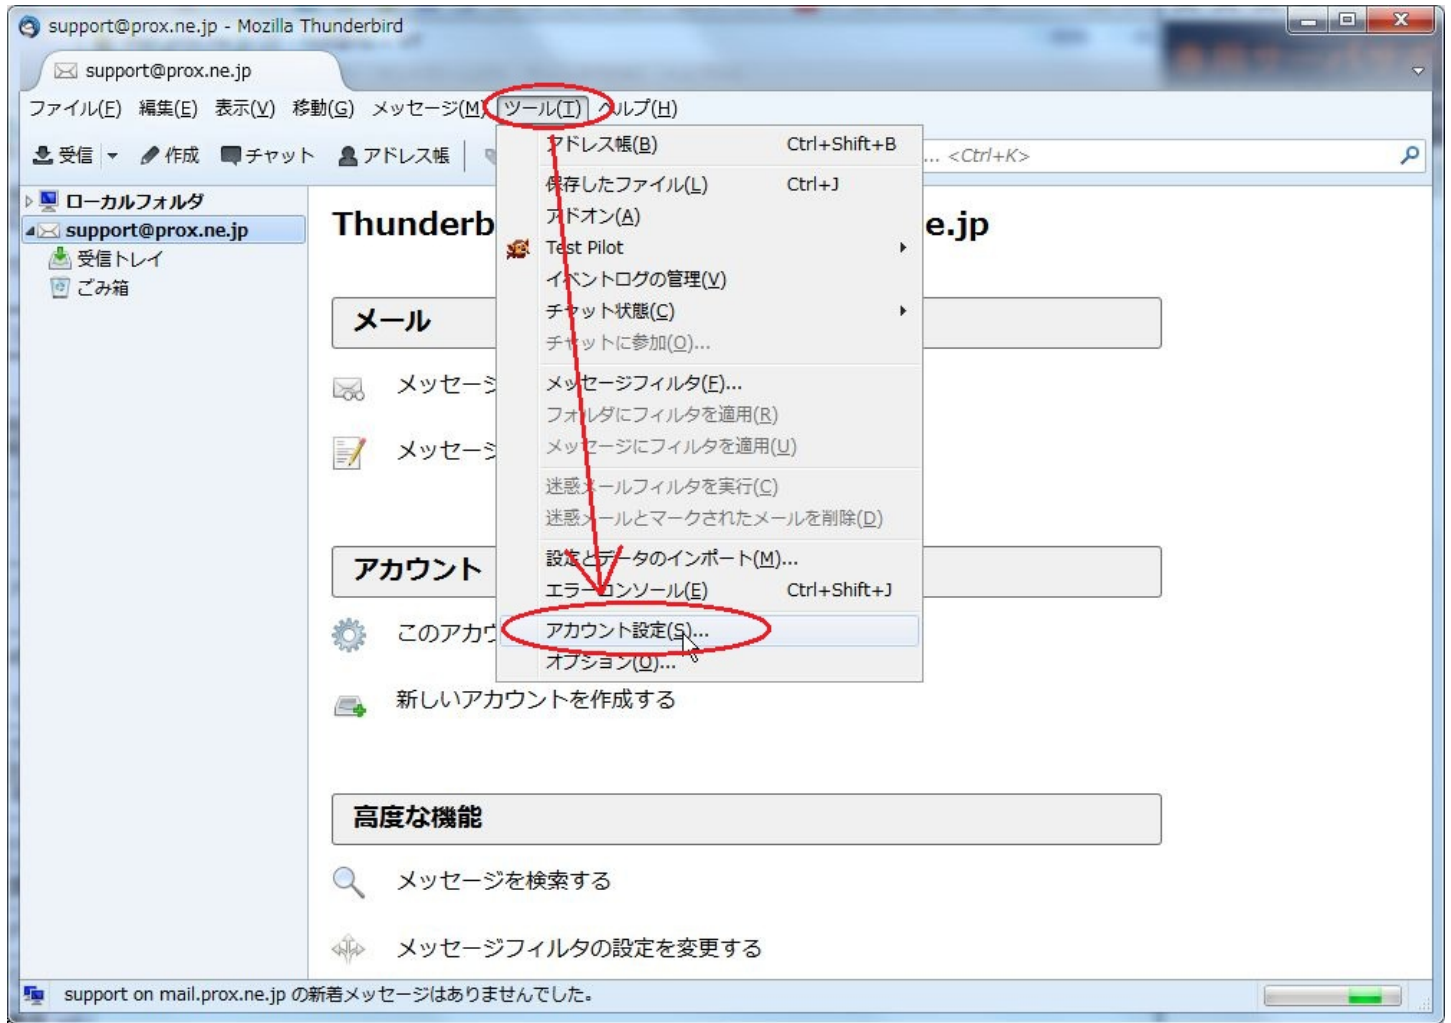 support@prox.ne.jp - Mozilla Thunderbird
support@prox.ne.jp
ファイル(F) 編集(E) 表示(V) 移動(G) メッセージ(M) ツール(T) ヘルプ(H)
受信 作成 チャット アドレス帳 ... <Ctrl+K>
ローカルフォルダ
support@prox.ne.jp
受信トレイ
ごみ箱
アドレス帳(B) Ctrl+Shift+B
保存したファイル(L) Ctrl+J
アドオン(A)
Test Pilot
イベントログの管理(V)
チャット状態(C)
チャットに参加(O)...
メッセージフィルタ(F)...
フォルダにフィルタを適用(R)
メッセージにフィルタを適用(U)
迷惑メールフィルタを実行(C)
迷惑メールとマークされたメールを削除(D)
設定とデータのインポート(M)...
エラーコンソール(E) Ctrl+Shift+J
アカウント設定(S)...
オプション(O)...
Thunderb e.jp
メール
メッセージ
メッセージ
アカウント
このアカウ
新しいアカウントを作成する
高度な機能
メッセージを検索する
メッセージフィルタの設定を変更する
support on mail.prox.ne.jp の新着メッセージはありませんでした。